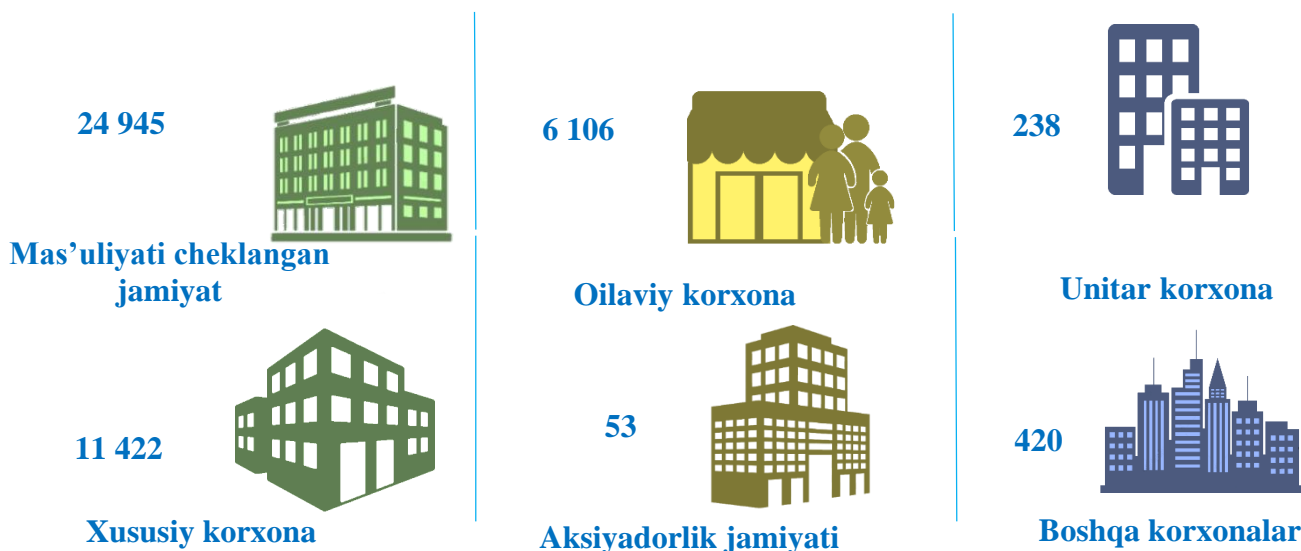 24 945
Mas’uliyati cheklangan
jamiyat
6 106
Oilaviy korxona
238
Unitar korxona
11 422
Xususiy korxona
53
Aksiyadorlik jamiyati
420
Boshqa korxonalar